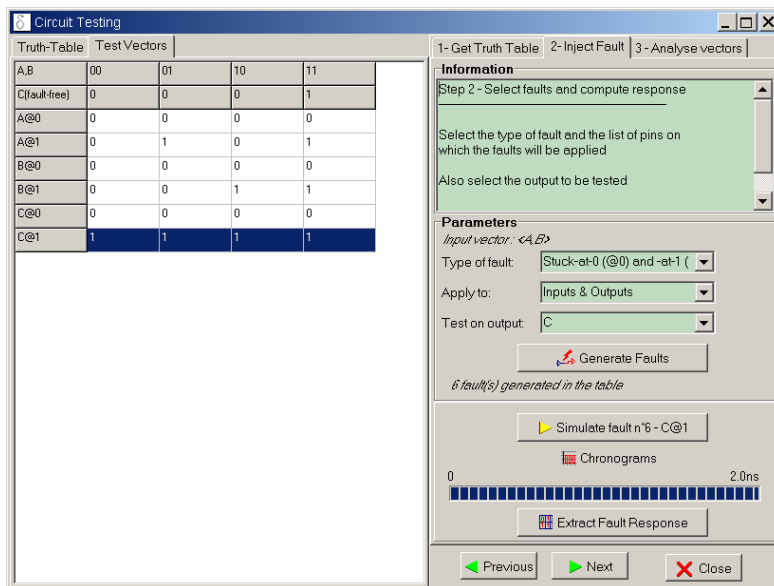 δ Circuit Testing
Truth-Table Test Vectors
A,B 00 01 10 11
C(fault-free) 0 0 0 1
A@0 0 0 0 0
A@1 0 1 0 1
B@0 0 0 0 0
B@1 0 0 1 1
C@0 0 0 0 0
C@1 1 1 1 1
1- Get Truth Table 2- Inject Fault 3 - Analyse vectors
Information
Step 2 - Select faults and compute response
Select the type of fault and the list of pins on
which the faults will be applied
Also select the output to be tested
Parameters
Input vector : <A,B>
Type of fault: Stuck-at-0 (@0) and -at-1 (
Apply to: Inputs & Outputs
Test on output: C
Generate Faults
6 fault(s) generated in the table
Simulate fault n°6 - C@1
Chronograms
0 2.0ns
Extract Fault Response
Previous Next Close